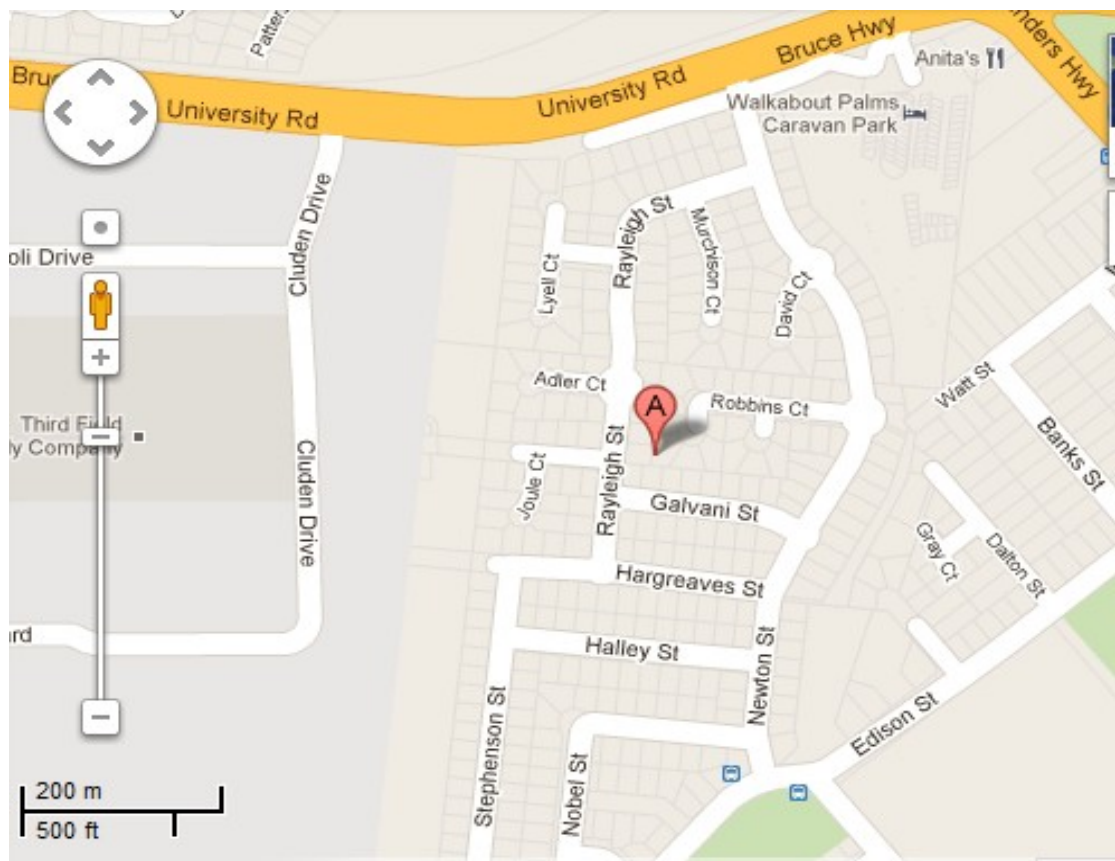 Patters
Bruce Hwy
Anita's
nders Hwy
Bruc
University Rd
University Rd
Walkabout Palms
Caravan Park
Cluden Drive
oli Drive
Rayleigh St
Murchison Ct
Lyell Ct
David Ct
Adler Ct
A
Robbins Ct
Watt St
Banks St
Third Field
ly Company
Cluden Drive
Joule Ct
Rayleigh St
Galvani St
Gray Ct
Dalton St
Hargreaves St
ard
Halley St
Newton St
Edison St
Stephenson St
Nobel St
200 m
500 ft